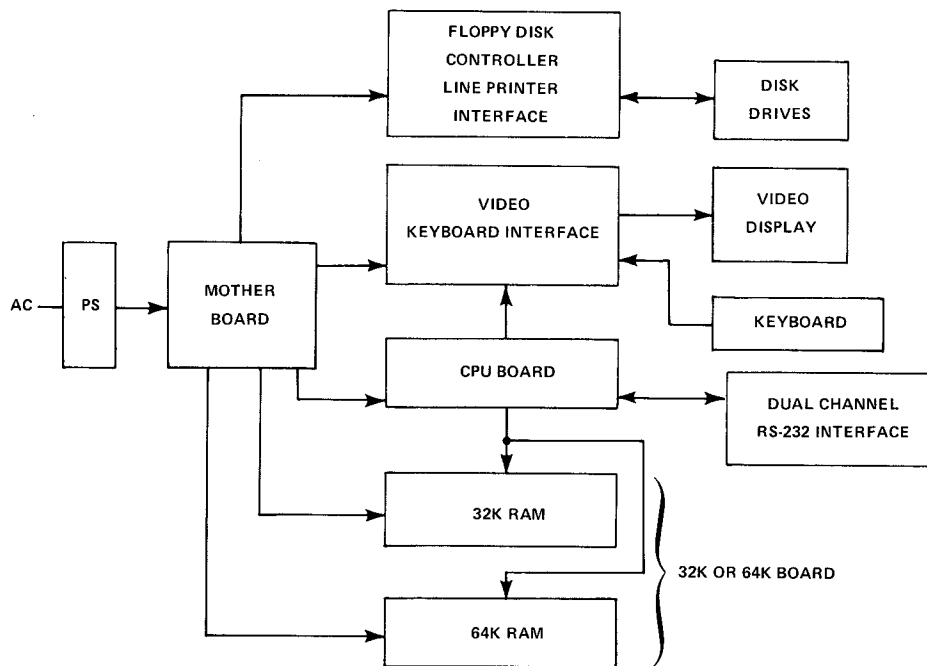 FLOPPY DISK
CONTROLLER
LINE PRINTER
INTERFACE
DISK
DRIVES
VIDEO
KEYBOARD INTERFACE
VIDEO
DISPLAY
AC
PS
MOTHER
BOARD
KEYBOARD
CPU BOARD
DUAL CHANNEL
RS-232 INTERFACE
32K RAM
32K OR 64K BOARD
64K RAM